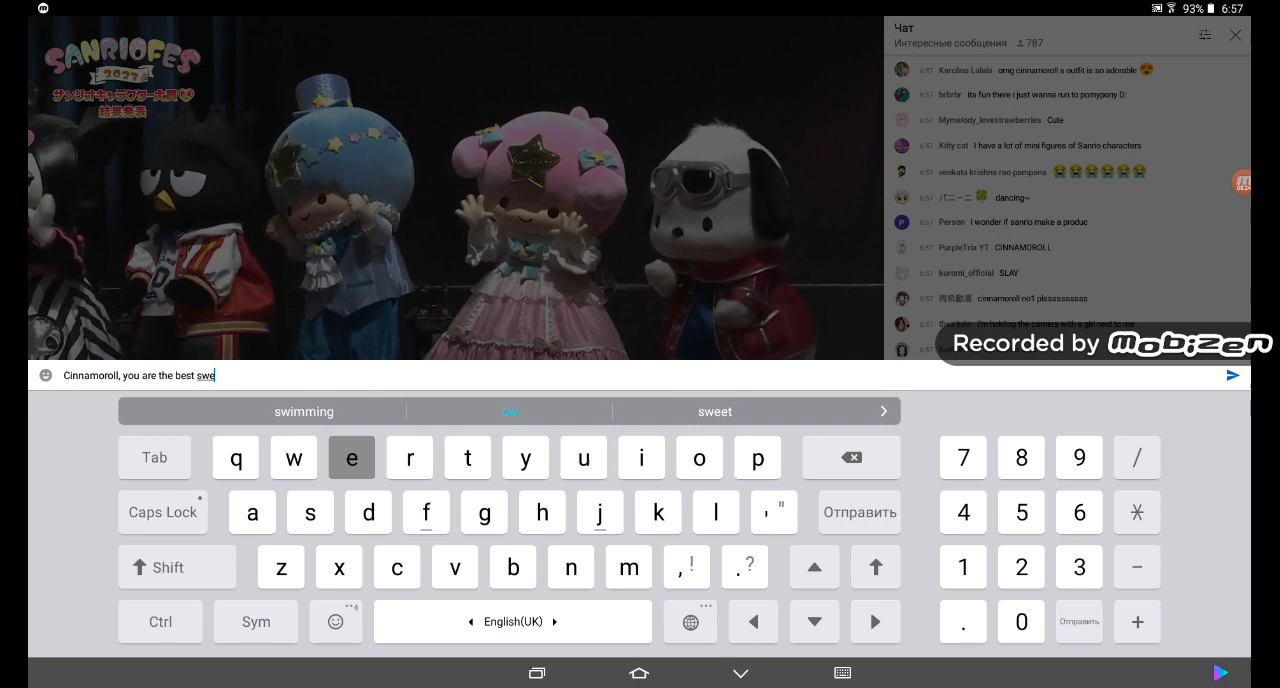 93% 6:57
SANRIOFES
サンリオキャラクター大賞
結果発表
Чат
Интересные сообщения 787
6:57 Karolina Lalala omg cinnamoroll s outfit is so adorable
6:57 brbrbr its fun there i just wanna run to pomypony D:
6:57 Mymelody_lovestrawberries Cute
6:57 Kitty cat I have a lot of mini figures of Sanrio characters
6:57 venkata krishna rao pampana
6:57 パニーニ dancing~
P 6:57 Person i wonder if sanrio make a produc
6:57 PurpleTrix YT CINNAMOROLL
6:57 kuromi_official SLAY
6:57 雨希動漫 cinnamoroll no1 plssssssssss
6:57 I'm holding the camera with a girl next to me
Recorded by mobizen
Cinnamoroll, you are the best swe
swimming sweet
Tab q w e r t y u i o p 7 8 9 /
Caps Lock a s d f g h j k l ' " Отправить 4 5 6 *
Shift z x c v b n m , ! . ? 1 2 3 -
Ctrl Sym English(UK) . 0 Отправить +